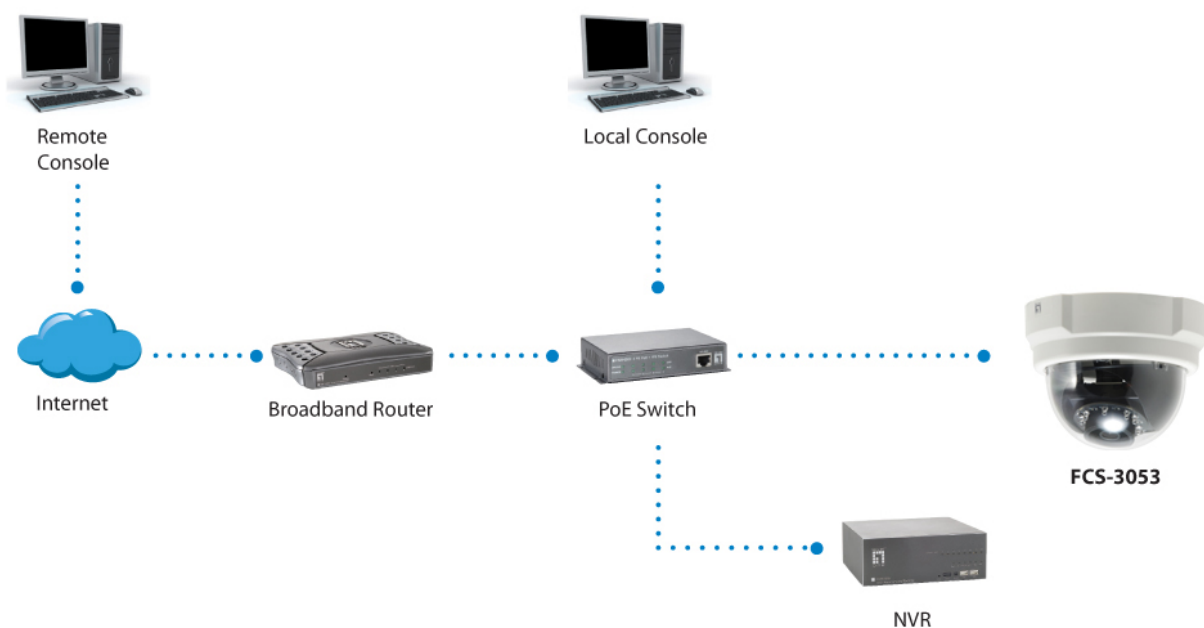 Remote
Console
Local Console
Internet
Broadband Router
PoE Switch
FCS-3053
NVR